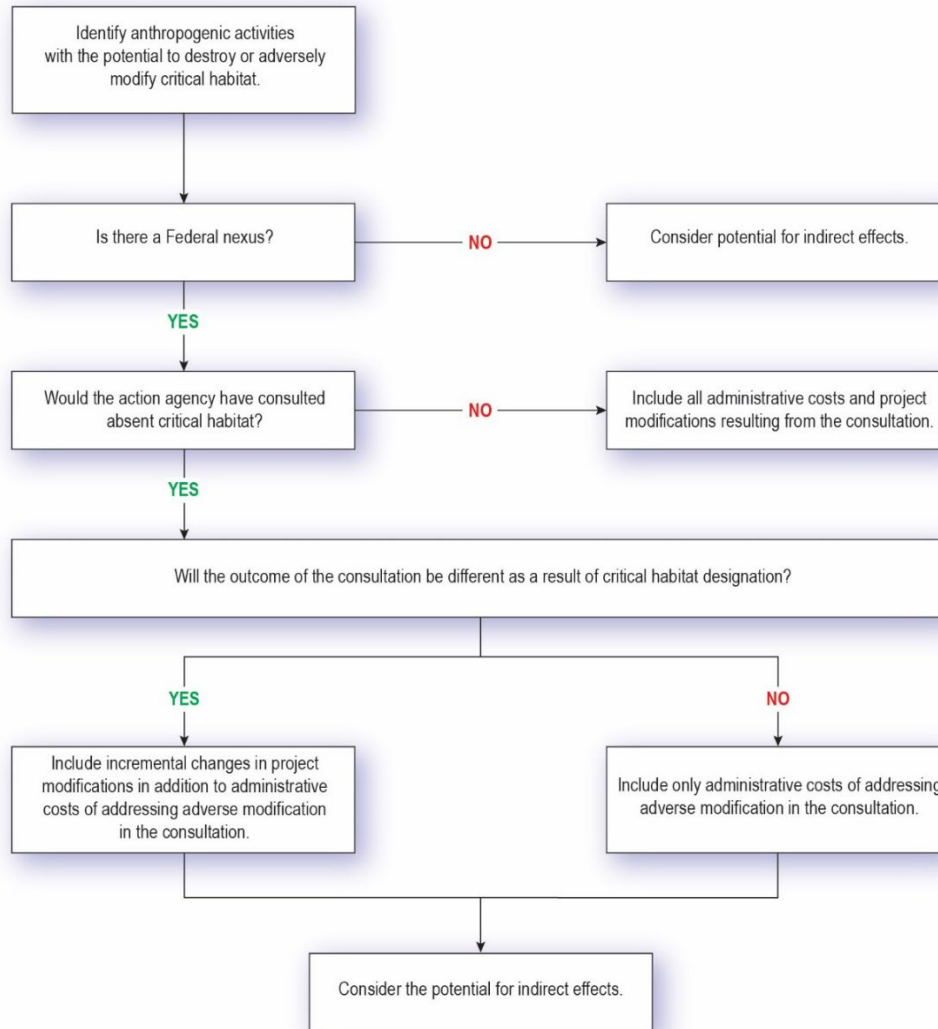 Identify anthropogenic activities
with the potential to destroy or adversely
modify critical habitat.
Is there a Federal nexus?
NO
Consider potential for indirect effects.
YES
Would the action agency have consulted
absent critical habitat?
NO
Include all administrative costs and project
modifications resulting from the consultation.
YES
Will the outcome of the consultation be different as a result of critical habitat designation?
YES
NO
Include incremental changes in project
modifications in addition to administrative
costs of addressing adverse modification
in the consultation.
Include only administrative costs of addressing
adverse modification in the consultation.
Consider the potential for indirect effects.